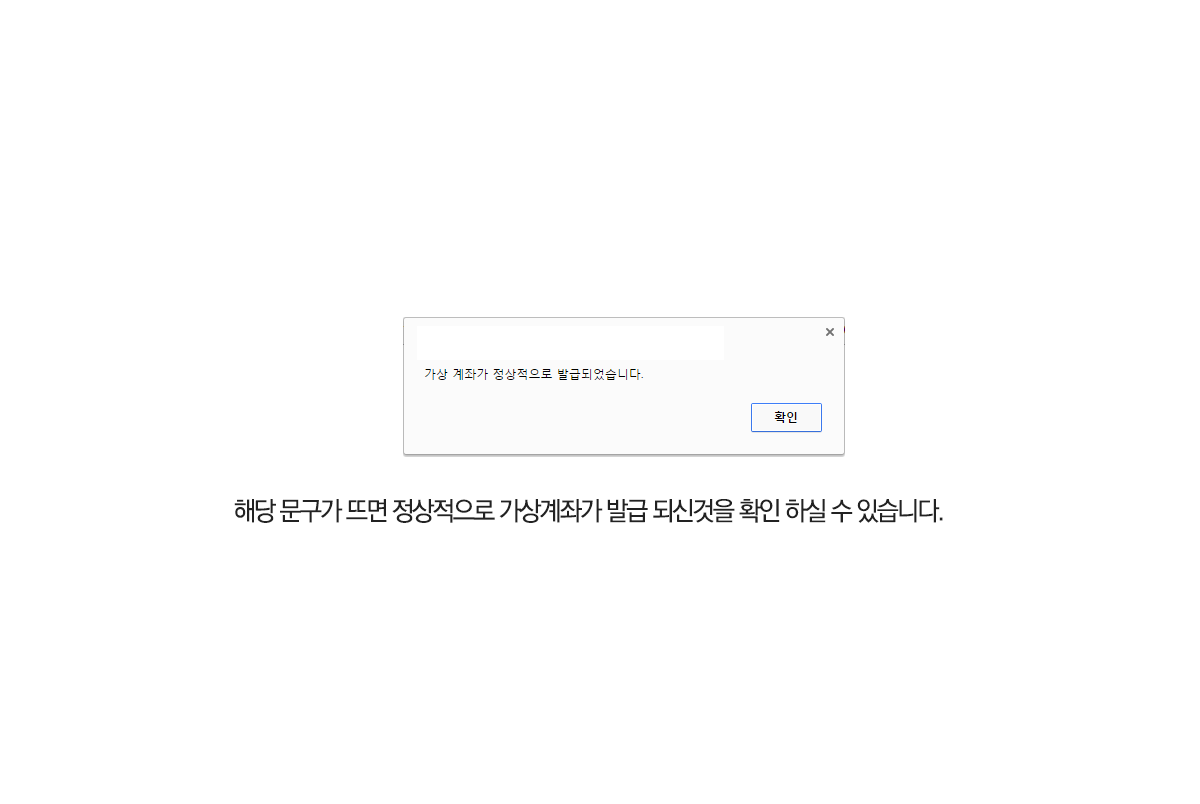 가상 계좌가 정상적으로 발급되었습니다.
확인
해당 문구가 뜨면 정상적으로 가상계좌가 발급 되신것을 확인 하실 수 있습니다.